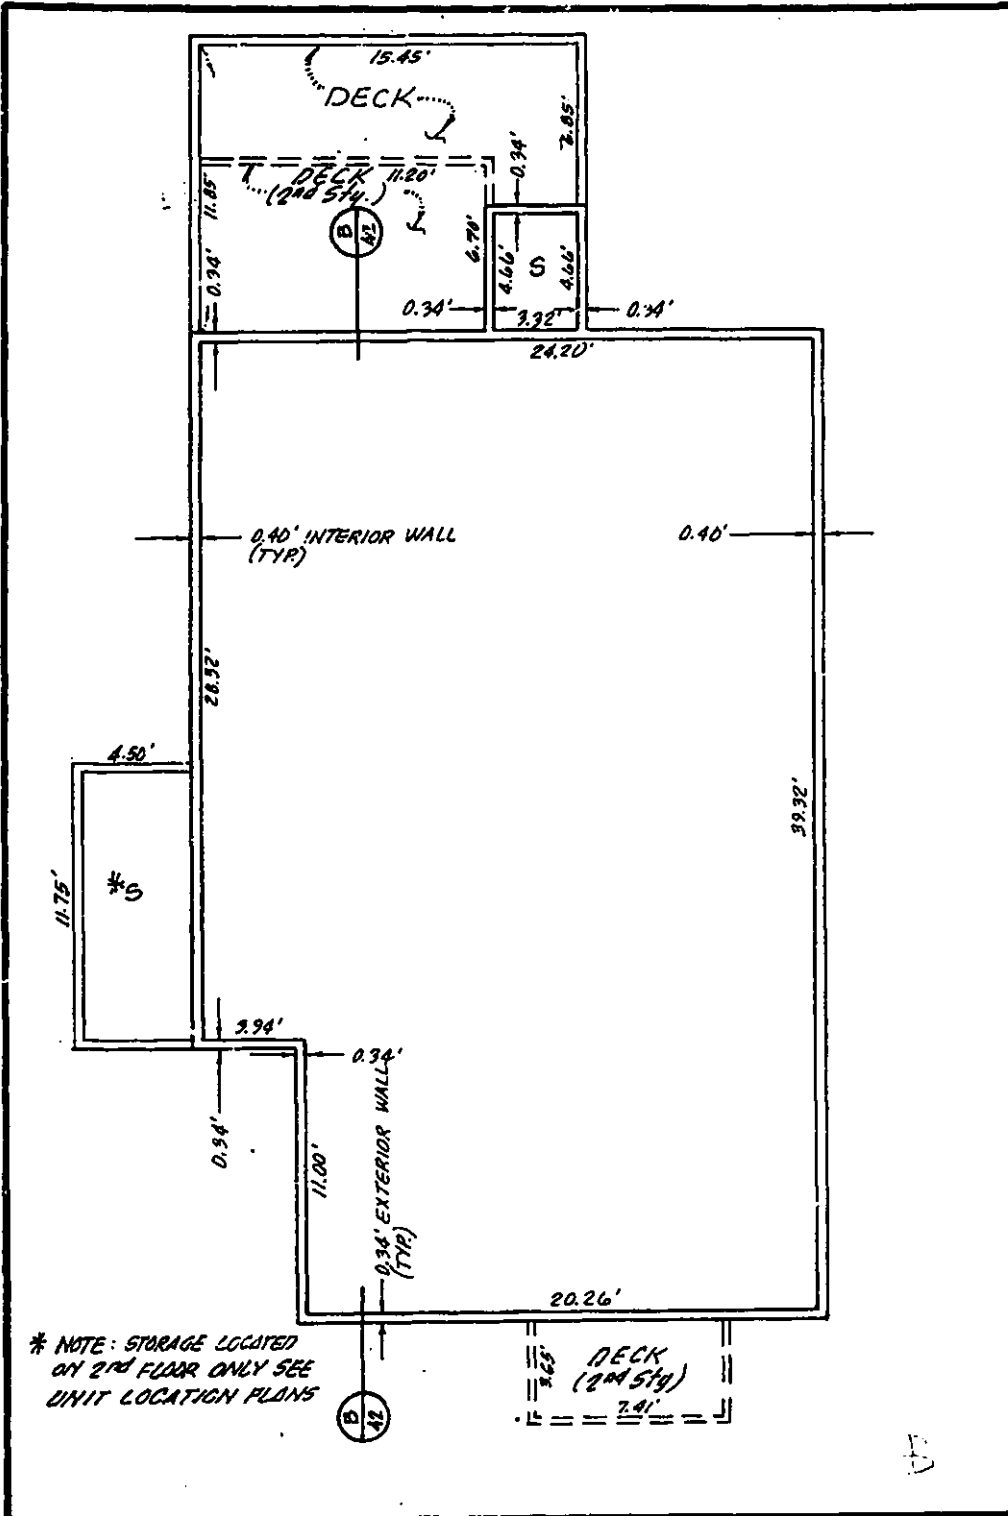 15.45'
DECK
7.85'
0.34'
DECK 11.20'
(2nd Sty.)
11.85'
B
42
6.70'
4.66'
S
4.66'
0.34'
0.34'
3.32'
0.34'
24.20'
0.40' INTERIOR WALL
(TYP.)
0.40'
28.32'
4.50'
39.32'
11.75'
*S
3.94'
0.34'
0.34'
11.00'
0.34' EXTERIOR WALL
(TYP.)
20.26'
* NOTE: STORAGE LOCATED
ON 2nd FLOOR ONLY SEE
UNIT LOCATION PLANS
3.65'
DECK
(2nd Sty)
7.41'
B
42